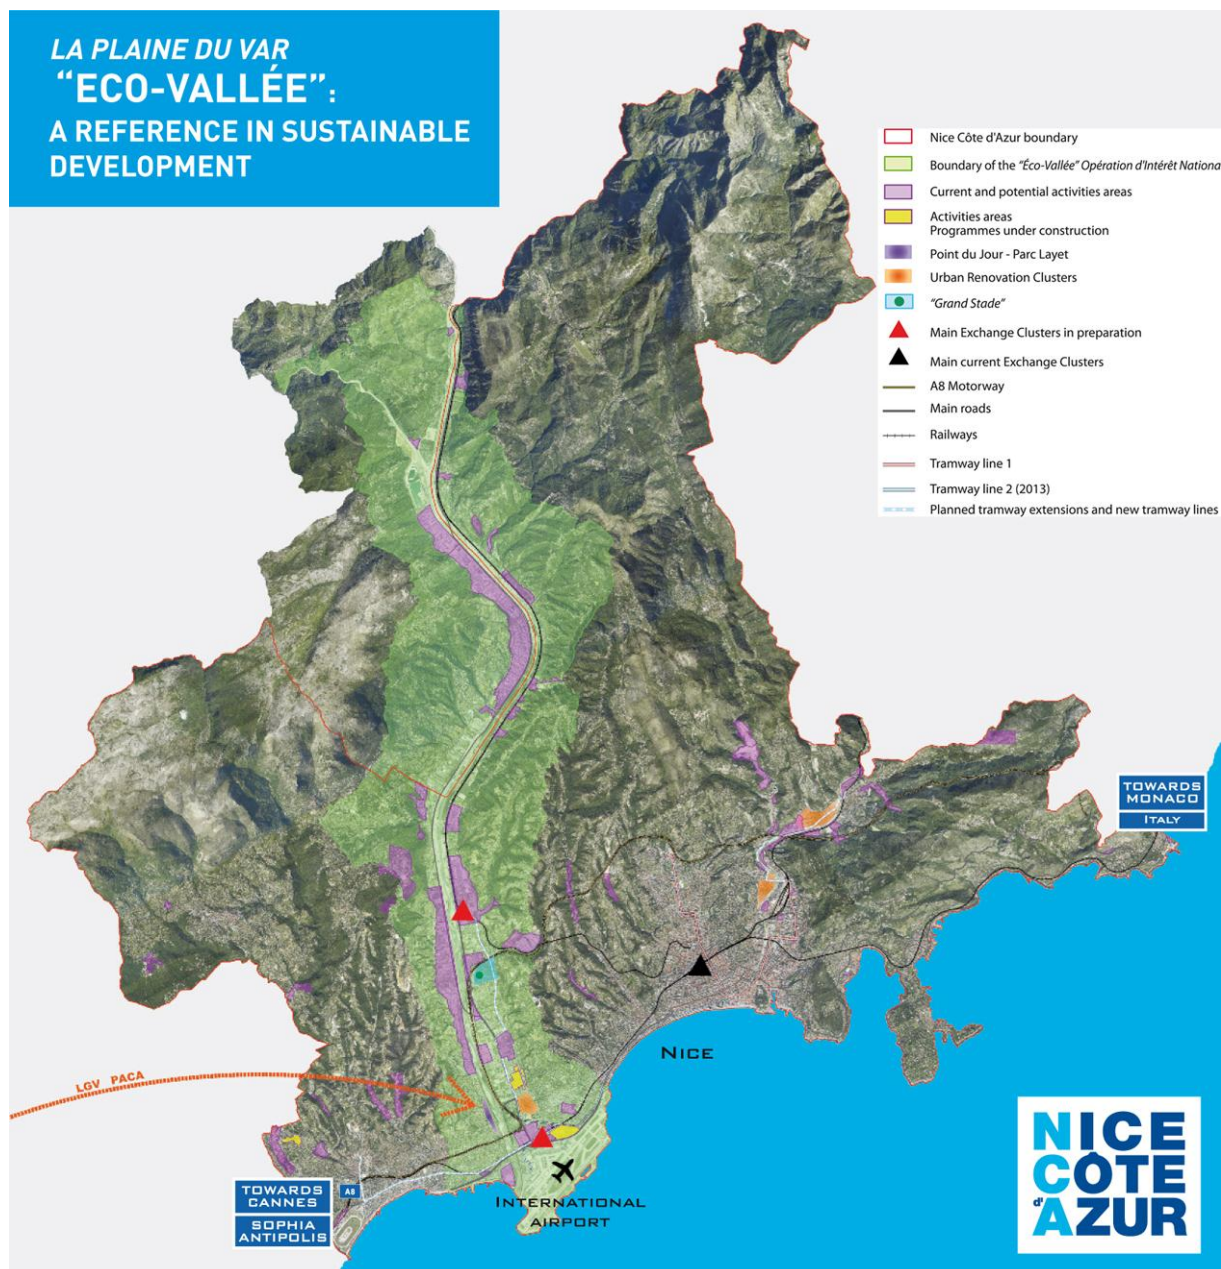 LA PLAINE DU VAR
“ECO-VALLÉE”:
A REFERENCE IN SUSTAINABLE
DEVELOPMENT
Nice Côte d'Azur boundary
Boundary of the “Éco-Vallée” Opération d'Intérêt Nationa
Current and potential activities areas
Activities areas
Programmes under construction
Point du Jour - Parc Layet
Urban Renovation Clusters
“Grand Stade”
Main Exchange Clusters in preparation
Main current Exchange Clusters
A8 Motorway
Main roads
Railways
Tramway line 1
Tramway line 2 (2013)
Planned tramway extensions and new tramway lines
TOWARDS
MONACO
ITALY
NICE
LGV PACA
TOWARDS
CANNES
A8
SOPHIA
ANTIPOLIS
INTERNATIONAL
AIRPORT
NICE
CÔTE
d'AZUR